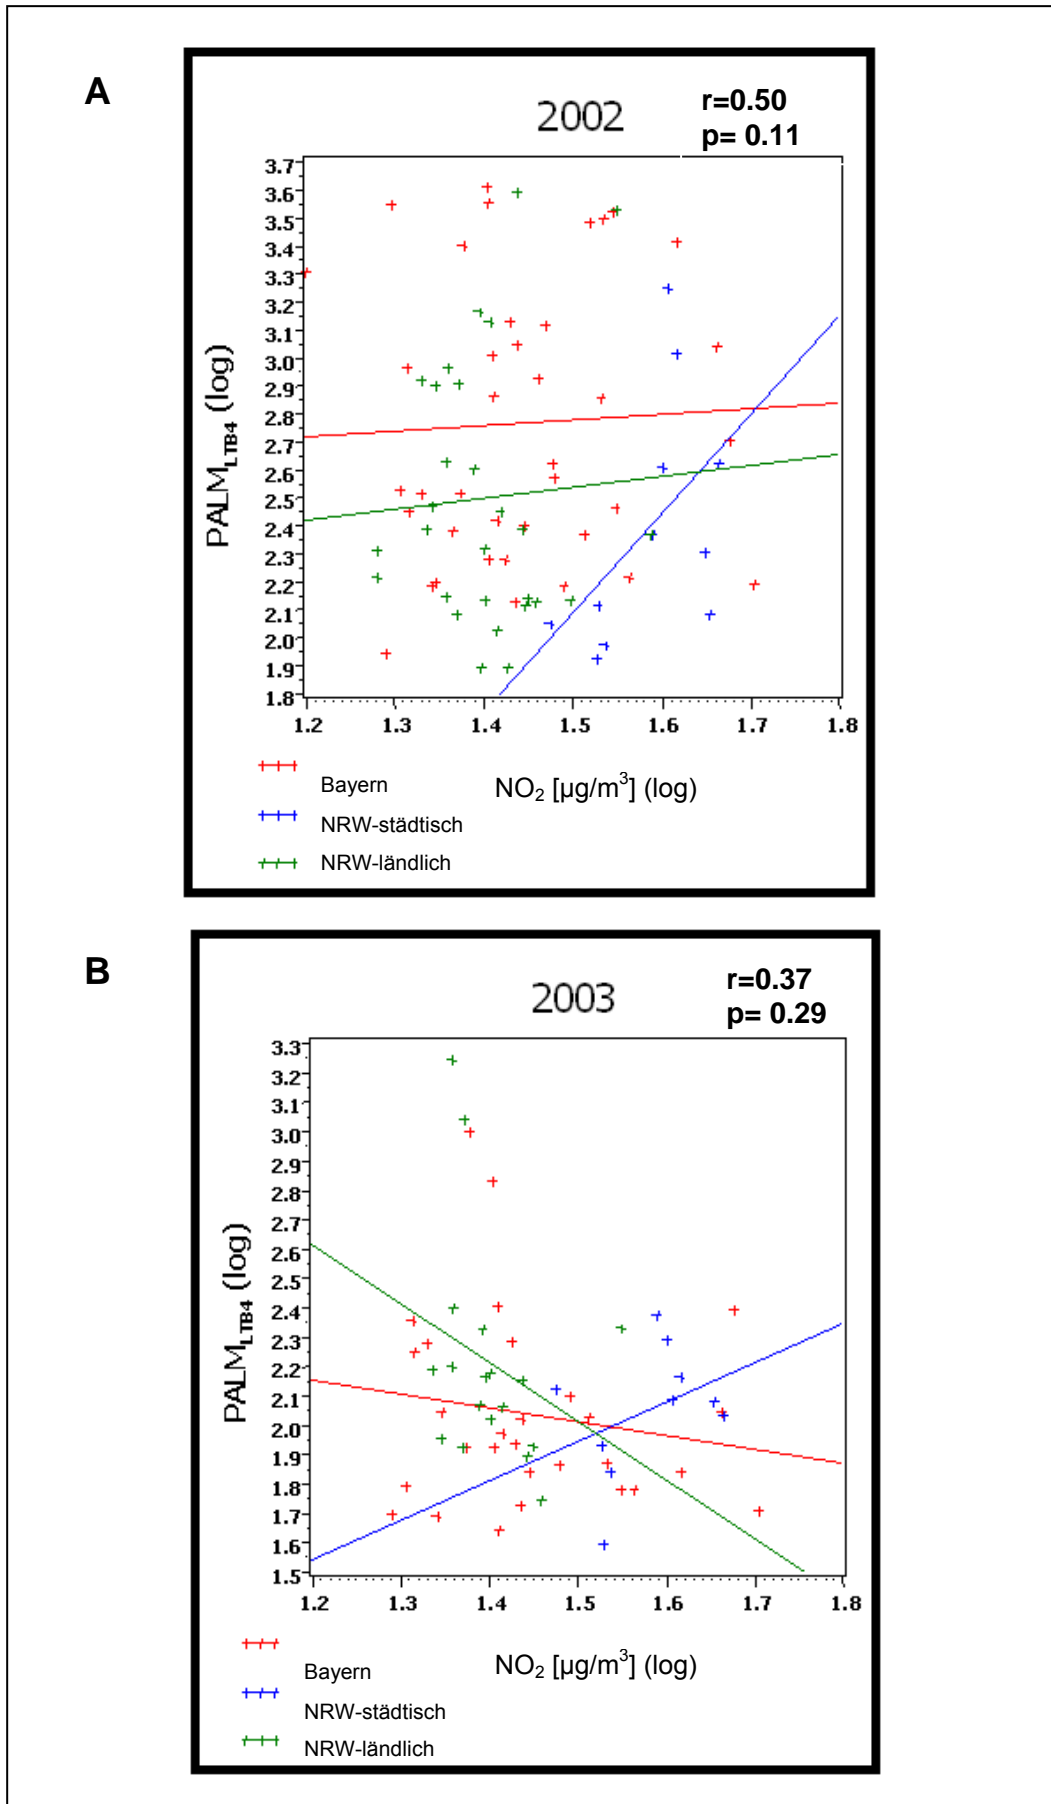 A
2002
r=0.50
p= 0.11
3.7
3.6
3.5
3.4
3.3
3.2
3.1
3.0
2.9
2.8
2.7
2.6
2.5
2.4
2.3
2.2
2.1
2.0
1.9
1.8
PALM_LTB4 (log)
1.2 1.3 1.4 1.5 1.6 1.7 1.8
NO₂ [µg/m³] (log)
Bayern
NRW-städtisch
NRW-ländlich
B
2003
r=0.37
p= 0.29
3.3
3.2
3.1
3.0
2.9
2.8
2.7
2.6
2.5
2.4
2.3
2.2
2.1
2.0
1.9
1.8
1.7
1.6
1.5
PALM_LTB4 (log)
1.2 1.3 1.4 1.5 1.6 1.7 1.8
NO₂ [µg/m³] (log)
Bayern
NRW-städtisch
NRW-ländlich